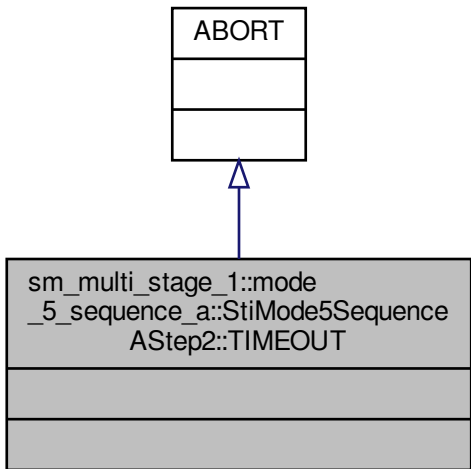 ABORT
sm_multi_stage_1::mode
_5_sequence_a::StiMode5Sequence
AStep2::TIMEOUT